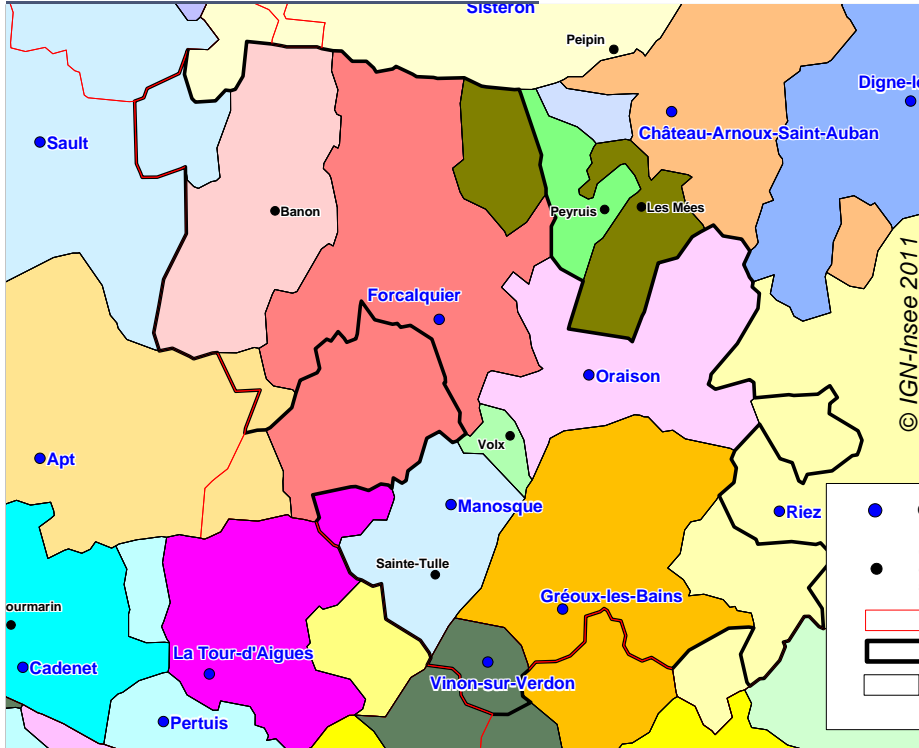 Sisteron
Peipin
Digne-l
Château-Arnoux-Saint-Auban
Sault
Banon
Peyruis
Les Mées
Forcalquier
© IGN-Insee 2011
Oraison
Volx
Apt
Manosque
Riez
Sainte-Tulle
Gréoux-les-Bains
ourmarin
La Tour-d'Aigues
Cadenet
Vinon-sur-Verdon
Pertuis